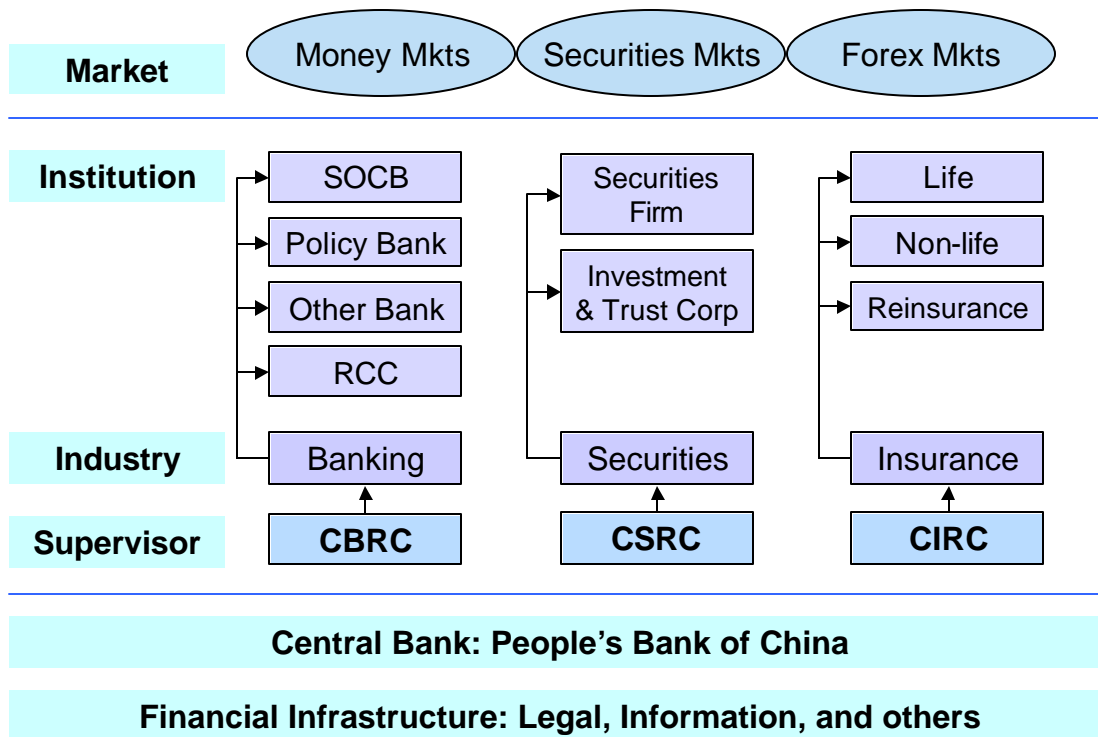 Market
Money Mkts
Securities Mkts
Forex Mkts
Institution
SOCB
Policy Bank
Other Bank
RCC
Securities
Firm
Investment
& Trust Corp
Life
Non-life
Reinsurance
Industry
Banking
Securities
Insurance
Supervisor
CBRC
CSRC
CIRC
Central Bank: People’s Bank of China
Financial Infrastructure: Legal, Information, and others